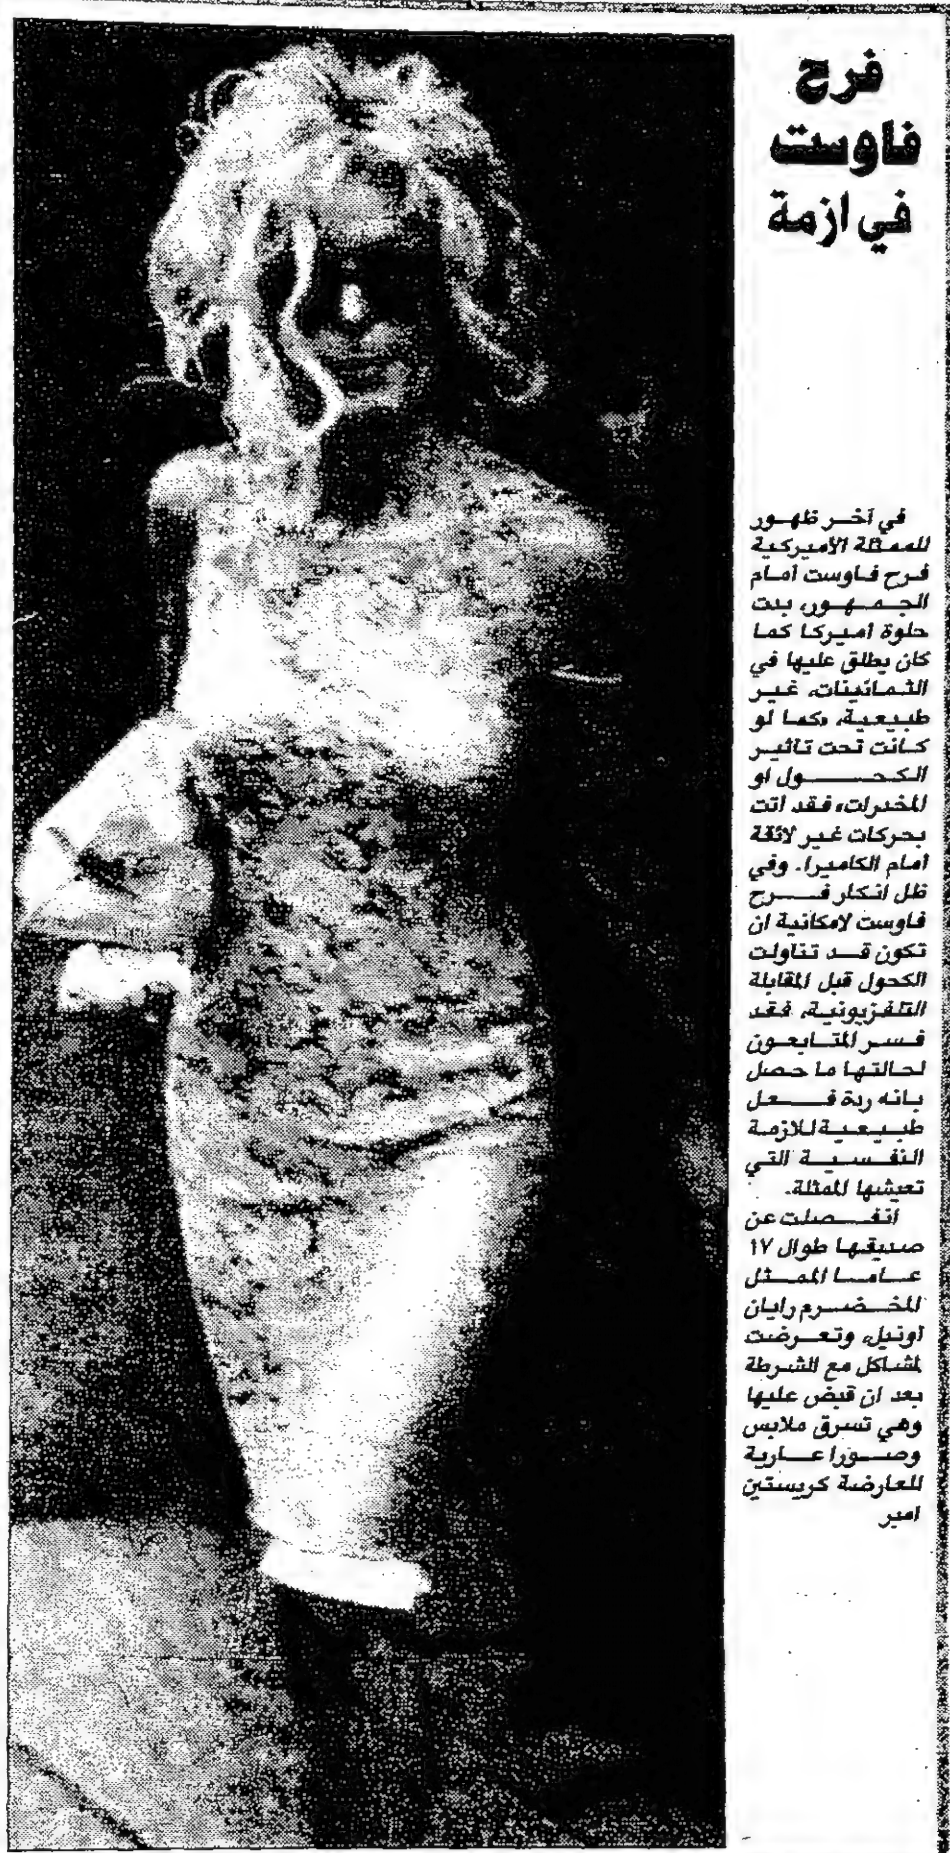 فرح
فاوست
في ازمة
في آخر ظهور
للممثلة الأميركية
فرح فاوست امام
الجمهور، بدت
حلوة اميركا كما
كان يطلق عليها في
الثمانينات، غير
طبيعية، «كما لو
كانت تحت تاثير
الكحول او
المخدرات» فقد اتت
بحركات غير لائقة
امام الكاميرا. وفي
ظل انكار فرح
فاوست لامكانية ان
تكون قد تناولت
الكحول قبل المقابلة
التلفزيونية، فقد
فسر المتابعون
لحالتها ما حصل
بانه ردة فعل
طبيعية للازمة
النفسية التي
تعيشها الممثلة.
انفصلت عن
صديقها طوال ١٧
عاما الممثل
المخضرم رايان
اونيل، وتعرضت
لمشاكل مع الشرطة
بعد ان قبض عليها
وهي تسرق ملابس
وصورا عارية
للعارضة كريستين
امبر